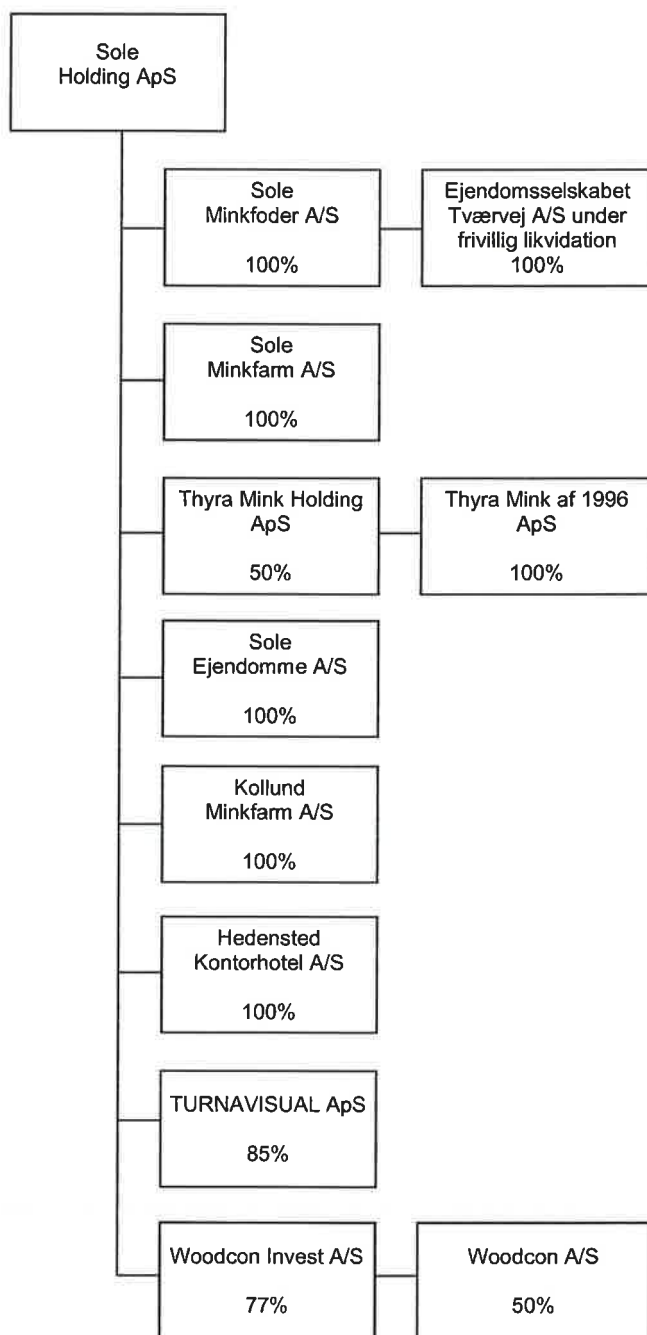 Sole
Holding ApS
Sole
Minkfoder A/S
100%
Ejendomsselskabet
Tværvej A/S under
frivillig likvidation
100%
Sole
Minkfarm A/S
100%
Thyra Mink Holding
ApS
50%
Thyra Mink af 1996
ApS
100%
Sole
Ejendomme A/S
100%
Kollund
Minkfarm A/S
100%
Hedensted
Kontorhotel A/S
100%
TURNAVISUAL ApS
85%
Woodcon Invest A/S
77%
Woodcon A/S
50%